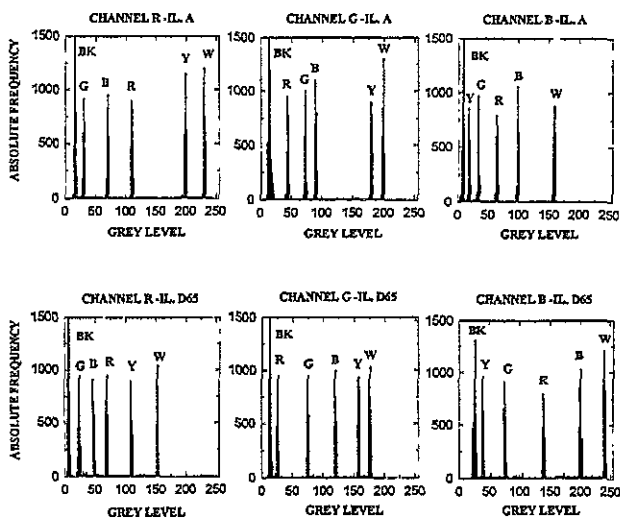 CHANNEL R-IL. A
CHANNEL G-IL. A
CHANNEL B-IL. A
ABSOLUTE FREQUENCY
1500
1000
500
0
BK
G
B
R
Y
W
0 50 100 150 200 250
GREY LEVEL
1500
1000
500
0
BK
R
G
B
Y
W
0 50 100 150 200 250
GREY LEVEL
1500
1000
500
0
BK
Y
G
R
B
W
0 50 100 150 200 250
GREY LEVEL
CHANNEL R-IL. D65
CHANNEL G-IL. D65
CHANNEL B-IL. D65
ABSOLUTE FREQUENCY
1500
1000
500
0
BK
G
B
R
Y
W
0 50 100 150 200 250
GREY LEVEL
1500
1000
500
0
BK
R
G
B
Y
W
0 50 100 150 200 250
GREY LEVEL
1500
1000
500
0
BK
Y
G
R
B
W
0 50 100 150 200 250
GREY LEVEL